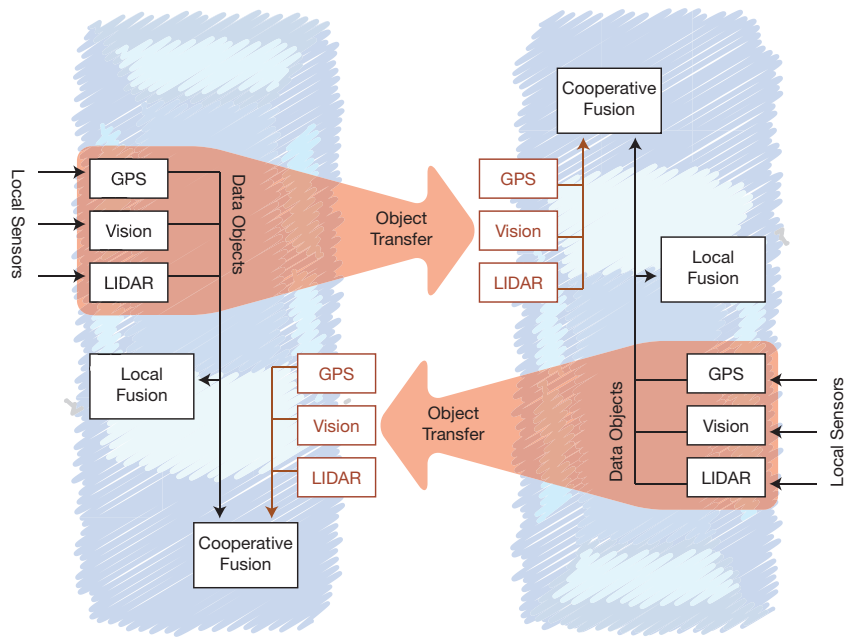 Local Sensors
GPS
Vision
LIDAR
Data Objects
Object
Transfer
Local
Fusion
GPS
Vision
LIDAR
Cooperative
Fusion
Cooperative
Fusion
GPS
Vision
LIDAR
Local
Fusion
Object
Transfer
Data Objects
GPS
Vision
LIDAR
Local Sensors